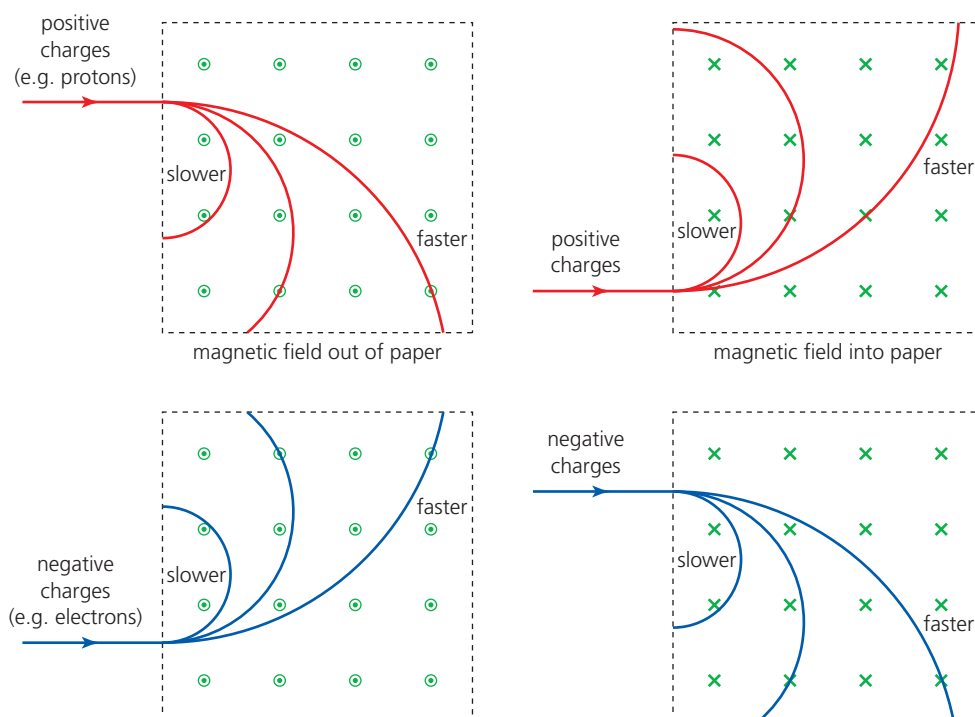 positive
charges
(e.g. protons)
slower
faster
magnetic field out of paper
positive
charges
slower
faster
magnetic field into paper
negative
charges
(e.g. electrons)
slower
faster
negative
charges
slower
faster